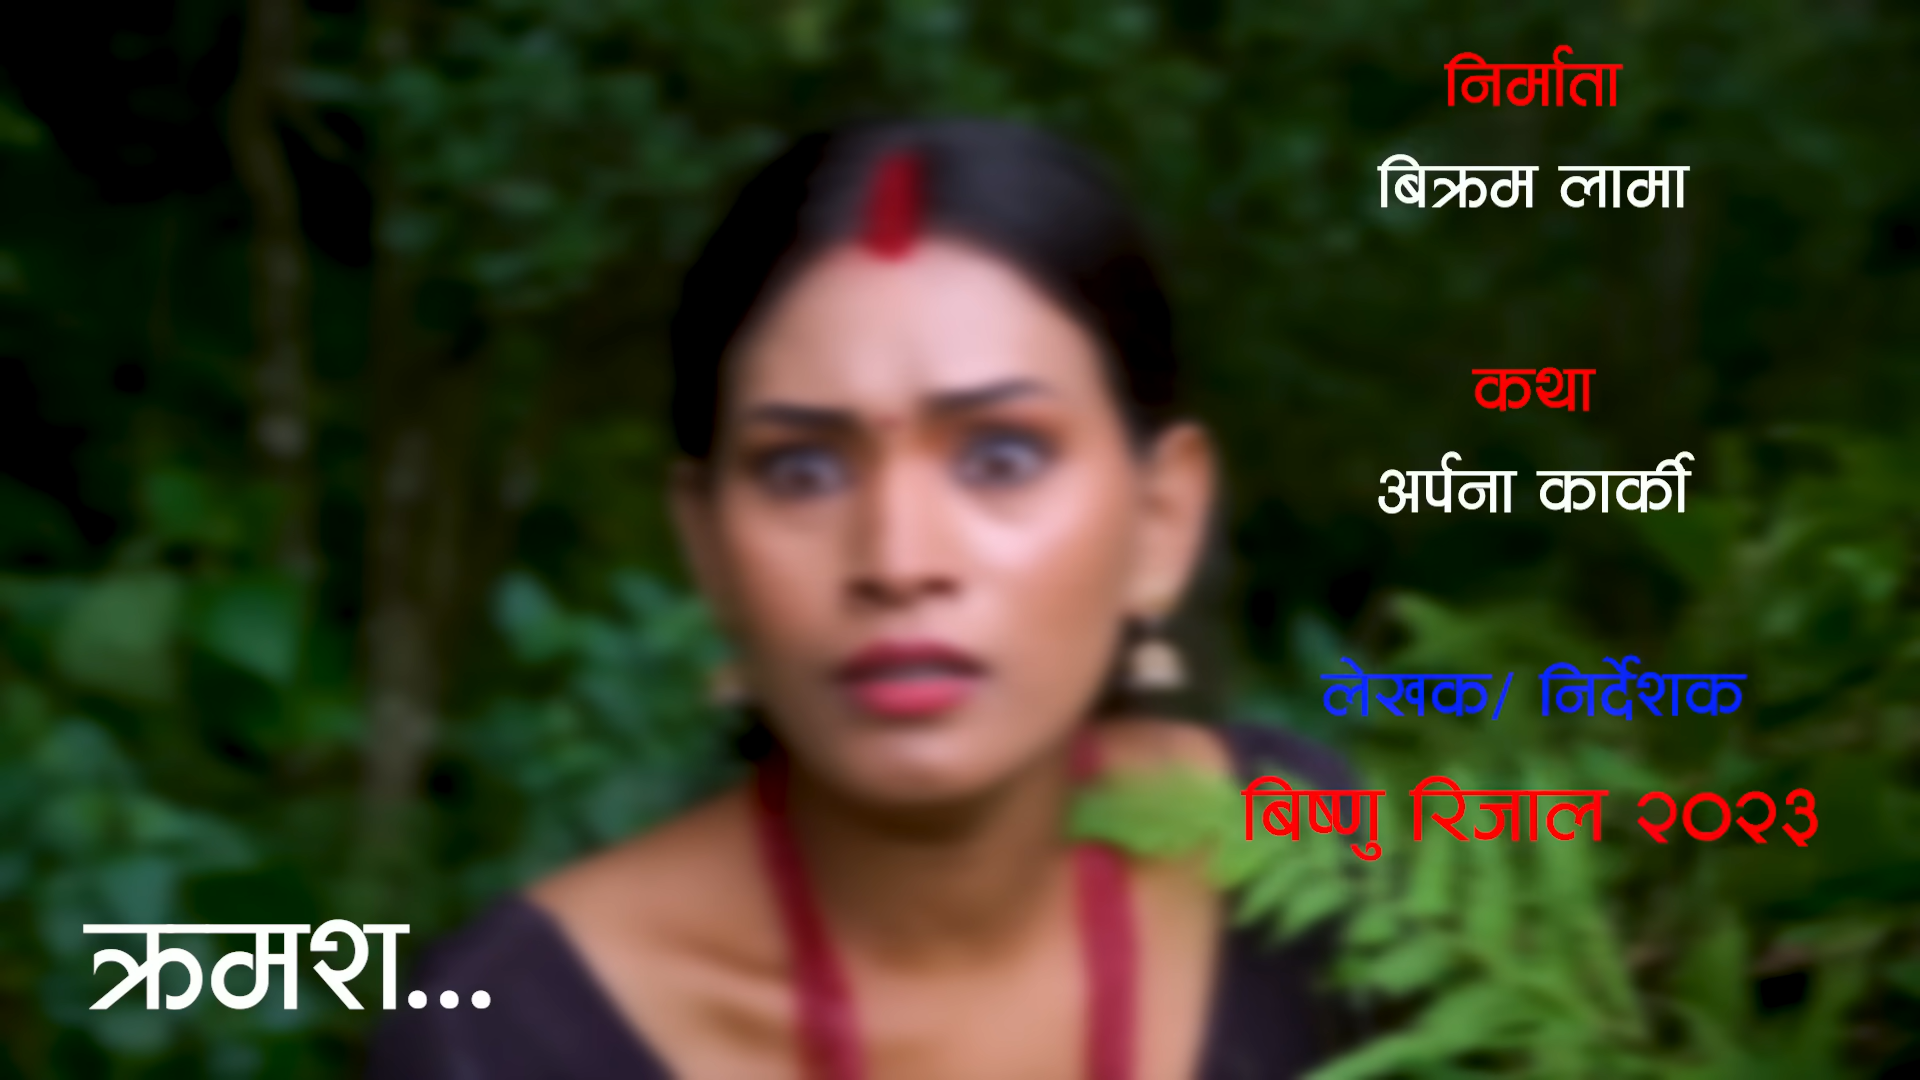 निर्माता
बिक्रम लामा
कथा
अर्पना कार्की
लेखक/ निर्देशक
बिष्णु रिजाल २०२३
क्रमश...